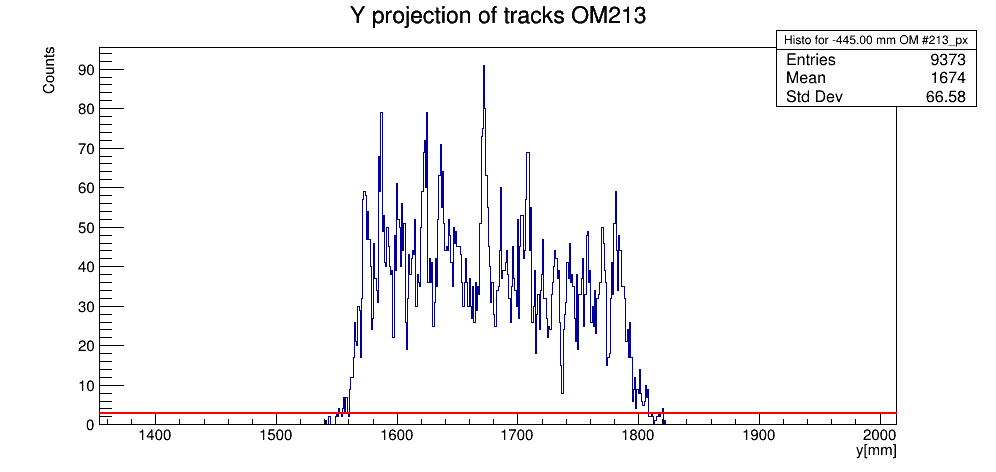 Y projection of tracks OM213
Histo for -445.00 mm OM #213_px
Entries 9373
Mean 1674
Std Dev 66.58
Counts
90
80
70
60
50
40
30
20
10
0
1400 1500 1600 1700 1800 1900 2000
y[mm]